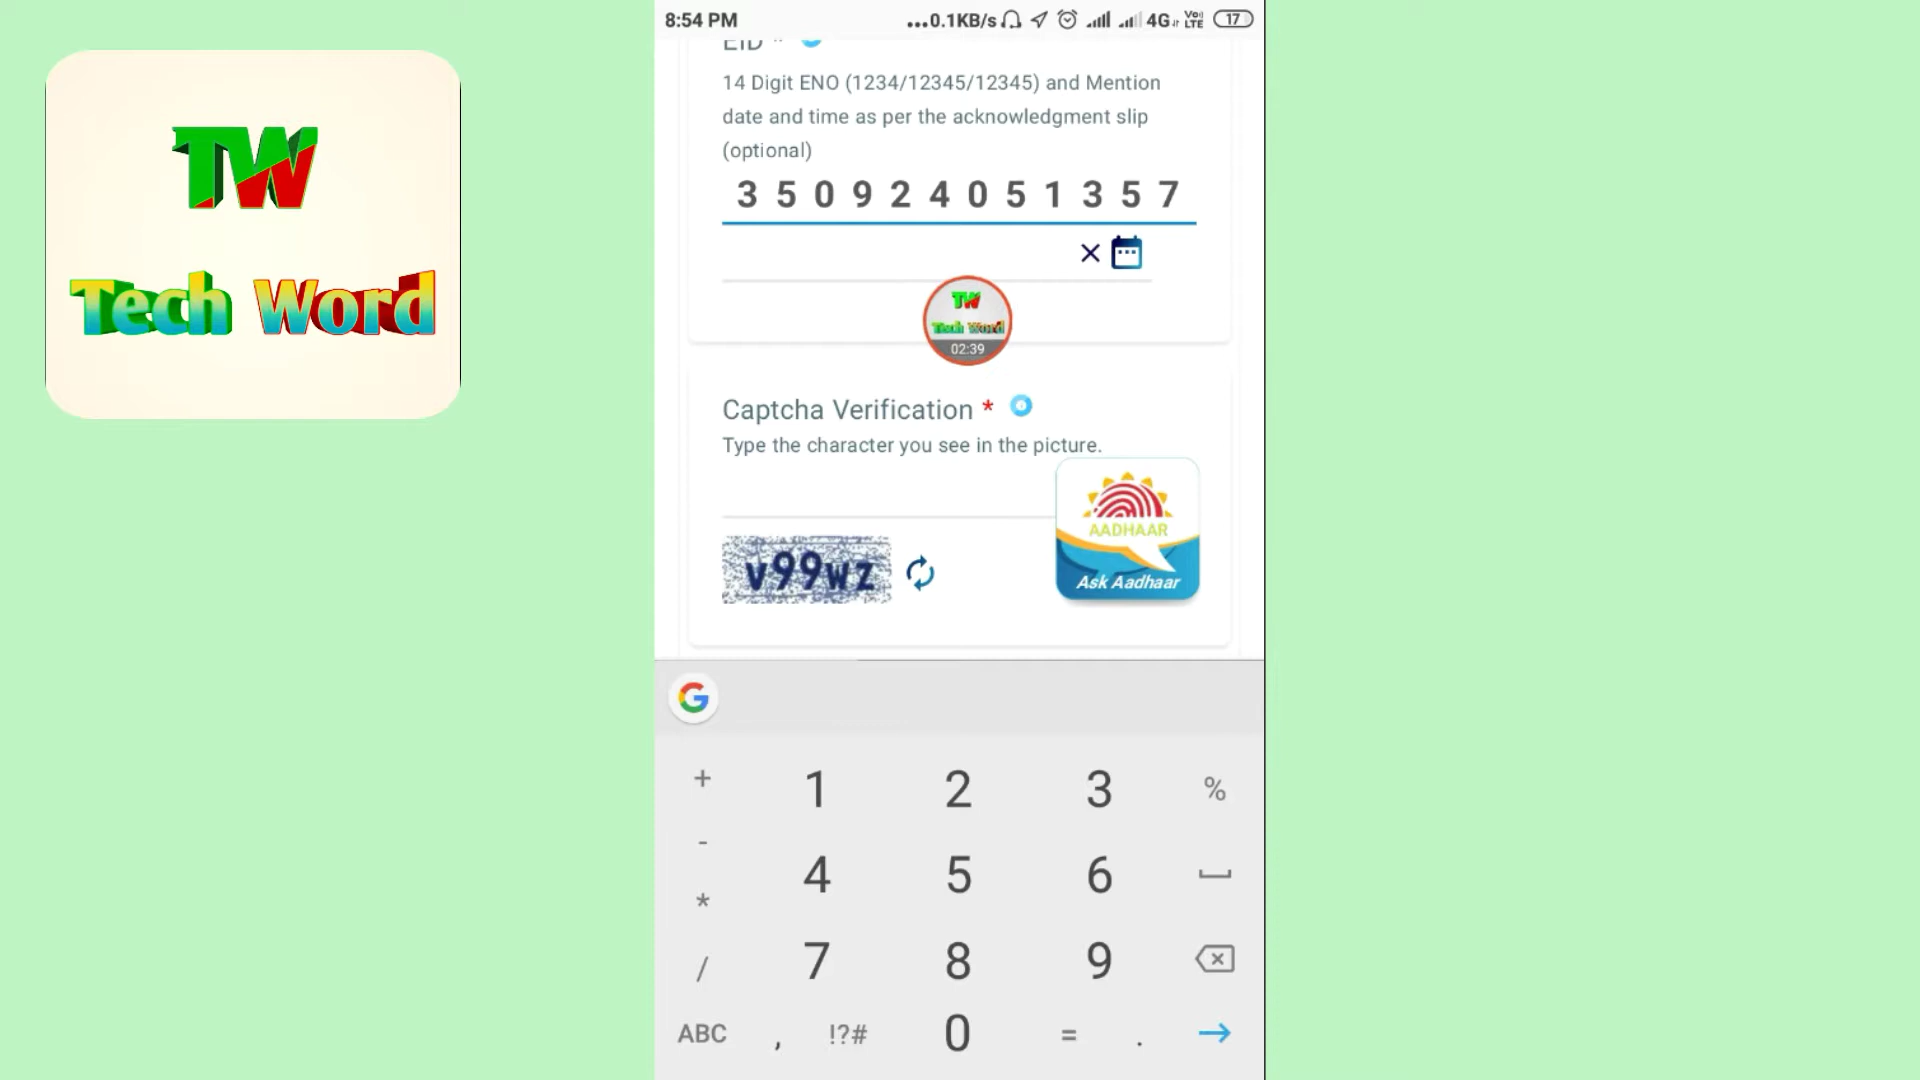 TW
Tech Word
8:54 PM
...0.1KB/s 4G Vo) LTE 17
EID *
14 Digit ENO (1234/12345/12345) and Mention
date and time as per the acknowledgment slip
(optional)
3 5 0 9 2 4 0 5 1 3 5 7
TW
Tech Word
02:39
Captcha Verification *
Type the character you see in the picture.
v99wz
AADHAAR
Ask Aadhaar
G
+ 1 2 3 %
- 4 5 6
*
/ 7 8 9
ABC , !?# 0 = .